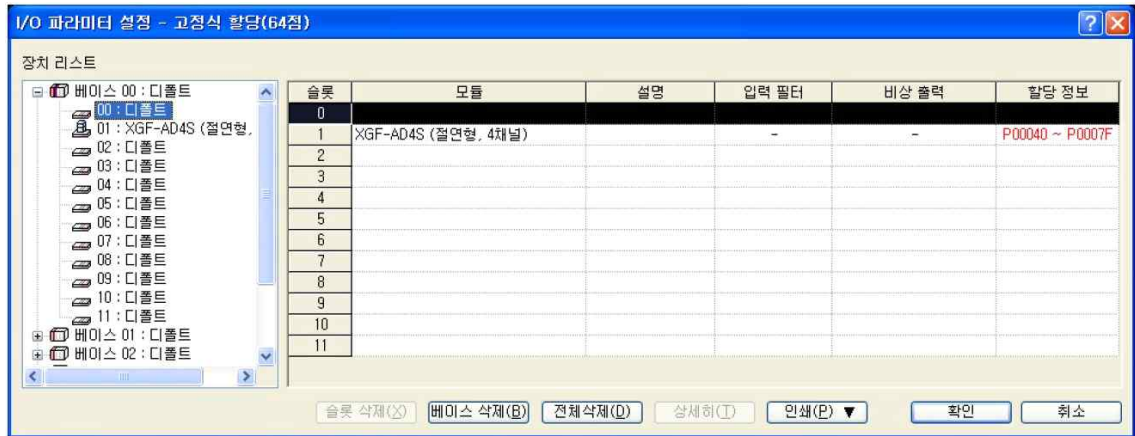 I/O 파라미터 설정 - 고정식 할당(64점)
장치 리스트
베이스 00 : 디폴트
00 : 디폴트
01 : XGF-AD4S (절연형,
02 : 디폴트
03 : 디폴트
04 : 디폴트
05 : 디폴트
06 : 디폴트
07 : 디폴트
08 : 디폴트
09 : 디폴트
10 : 디폴트
11 : 디폴트
베이스 01 : 디폴트
베이스 02 : 디폴트
슬롯 모듈 설명 입력 필터 비상 출력 할당 정보
0
1 XGF-AD4S (절연형, 4채널) - - P00040 ~ P0007F
2
3
4
5
6
7
8
9
10
11
슬롯 삭제(X) 베이스 삭제(B) 전체삭제(D) 상세히(T) 인쇄(P) ▼ 확인 취소